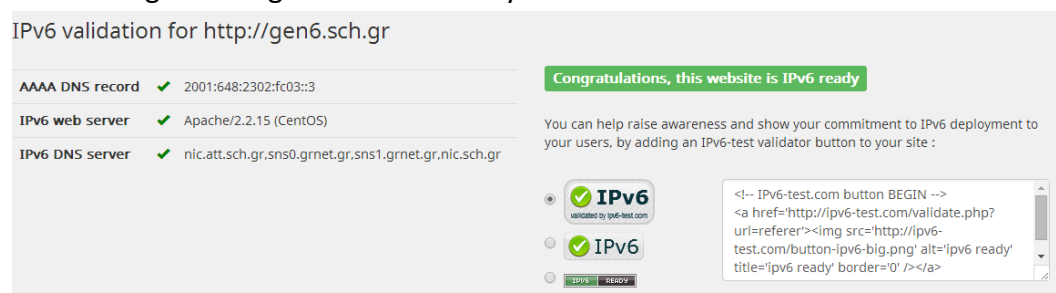 IPv6 validation for http://gen6.sch.gr
AAAA DNS record 2001:648:2302:fc03::3
IPv6 web server Apache/2.2.15 (CentOS)
IPv6 DNS server nic.att.sch.gr,sns0.grnet.gr,sns1.grnet.gr,nic.sch.gr
Congratulations, this website is IPv6 ready
You can help raise awareness and show your commitment to IPv6 deployment to
your users, by adding an IPv6-test validator button to your site :
IPv6
validated by ipv6-test.com
IPv6
IPV6 READY
<!-- IPv6-test.com button BEGIN -->
<a href='http://ipv6-test.com/validate.php?
url=referer'><img src='http://ipv6-
test.com/button-ipv6-big.png' alt='ipv6 ready'
title='ipv6 ready' border='0' /></a>